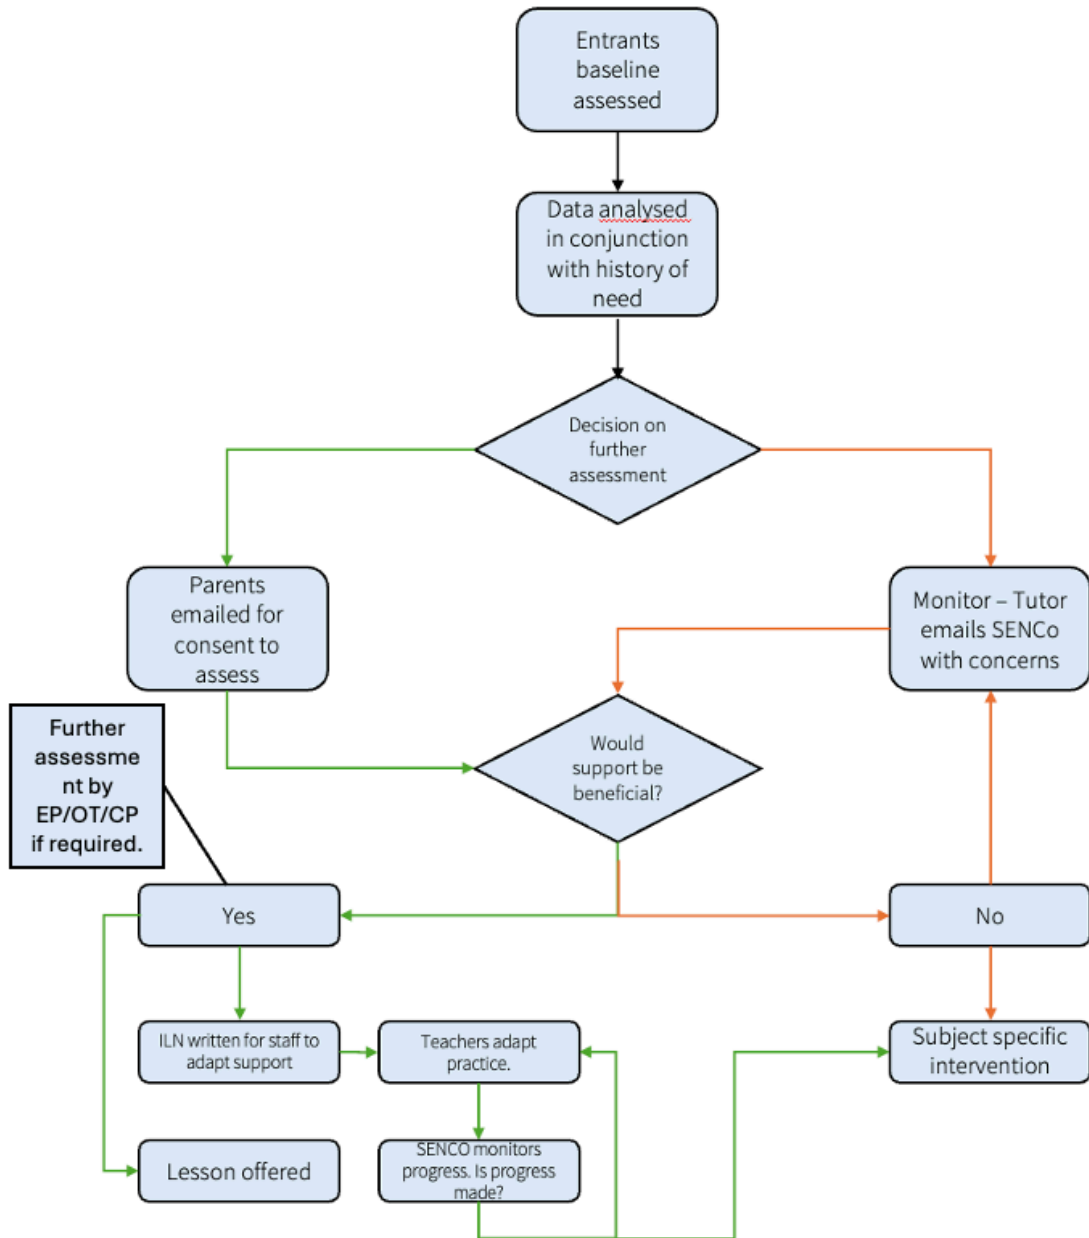 Entrants
baseline
assessed
Data analysed
in conjunction
with history of
need
Decision on
further
assessment
Parents
emailed for
consent to
assess
Monitor – Tutor
emails SENCo
with concerns
Further
assessme
nt by
EP/OT/CP
if required.
Would
support be
beneficial?
Yes
No
ILN written for staff to
adapt support
Teachers adapt
practice.
Subject specific
intervention
Lesson offered
SENCO monitors
progress. Is progress
made?